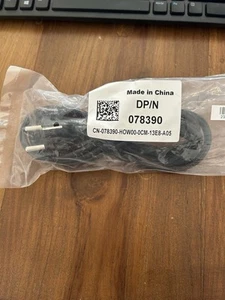 Made in China
DP/N
078390
CN-078390-HOW00-0CM-13E8-A05